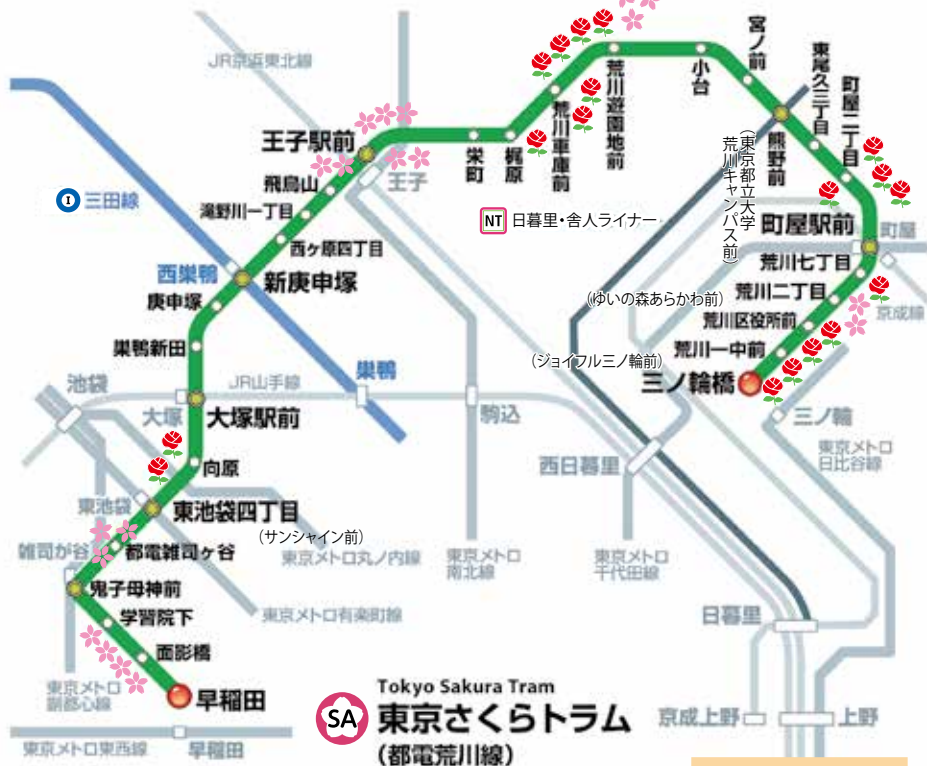 JR京浜東北線
王子駅前
飛鳥山
滝野川一丁目
西ヶ原四丁目
新庚申塚
西巣鴨
庚申塚
巣鴨新田
I 三田線
王子
栄町
梶原
荒川車庫前
荒川遊園地前
小台
宮ノ前
熊野前
(東京都立大学
荒川キャンパス前)
東尾久三丁目
町屋二丁目
町屋駅前
町屋
荒川七丁目
荒川二丁目
(ゆいの森あらかわ前)
荒川区役所前
荒川一中前
(ジョイフル三ノ輪前)
三ノ輪橋
京成線
三ノ輪
東京メトロ
日比谷線
NT 日暮里・舎人ライナー
池袋
JR山手線
巣鴨
大塚
大塚駅前
駒込
西日暮里
向原
東池袋
東池袋四丁目
(サンシャイン前)
雑司が谷
都電雑司ヶ谷
東京メトロ丸ノ内線
東京メトロ
南北線
東京メトロ
千代田線
鬼子母神前
学習院下
東京メトロ有楽町線
日暮里
面影橋
東京メトロ
副都心線
早稲田
東京メトロ東西線
早稲田
SA
Tokyo Sakura Tram
東京さくらトラム
(都電荒川線)
京成上野
上野